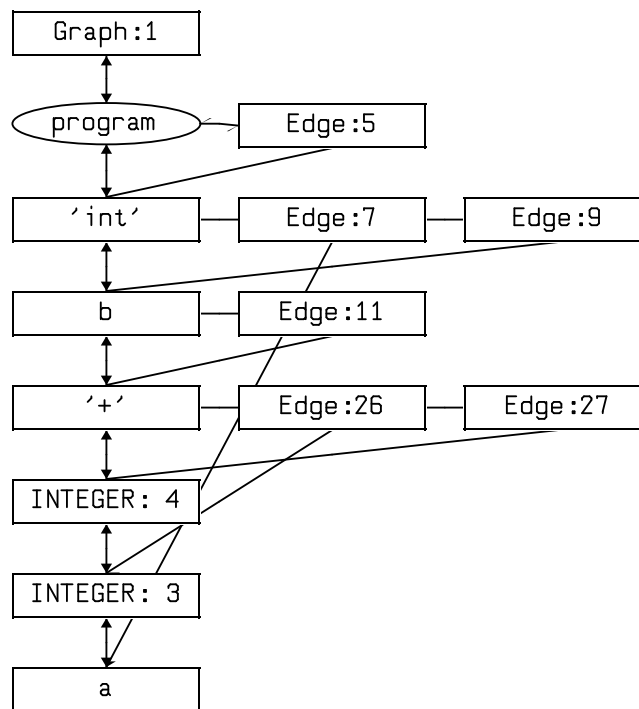 Graph:1
program Edge:5
'int' Edge:7 Edge:9
b Edge:11
'+' Edge:26 Edge:27
INTEGER: 4
INTEGER: 3
a